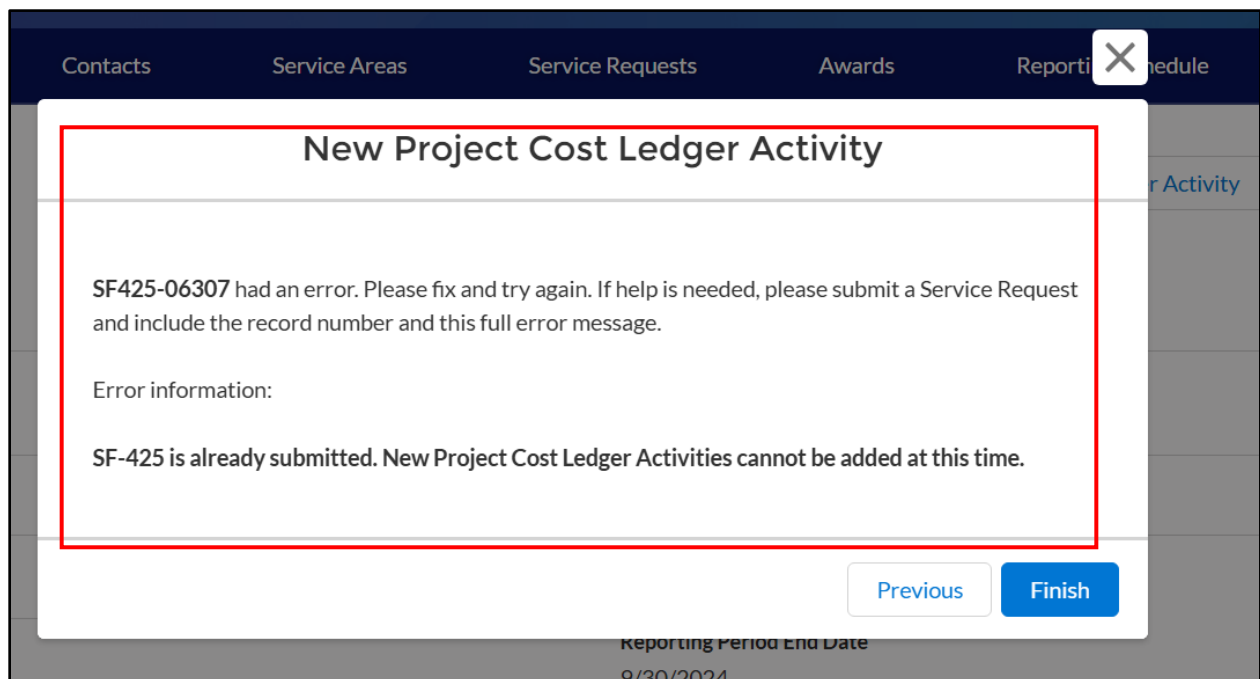 Contacts Service Areas Service Requests Awards Reporti hedule
New Project Cost Ledger Activity
r Activity
SF425-06307 had an error. Please fix and try again. If help is needed, please submit a Service Request
and include the record number and this full error message.
Error information:
SF-425 is already submitted. New Project Cost Ledger Activities cannot be added at this time.
Previous Finish
Reporting Period End Date
9/30/2024